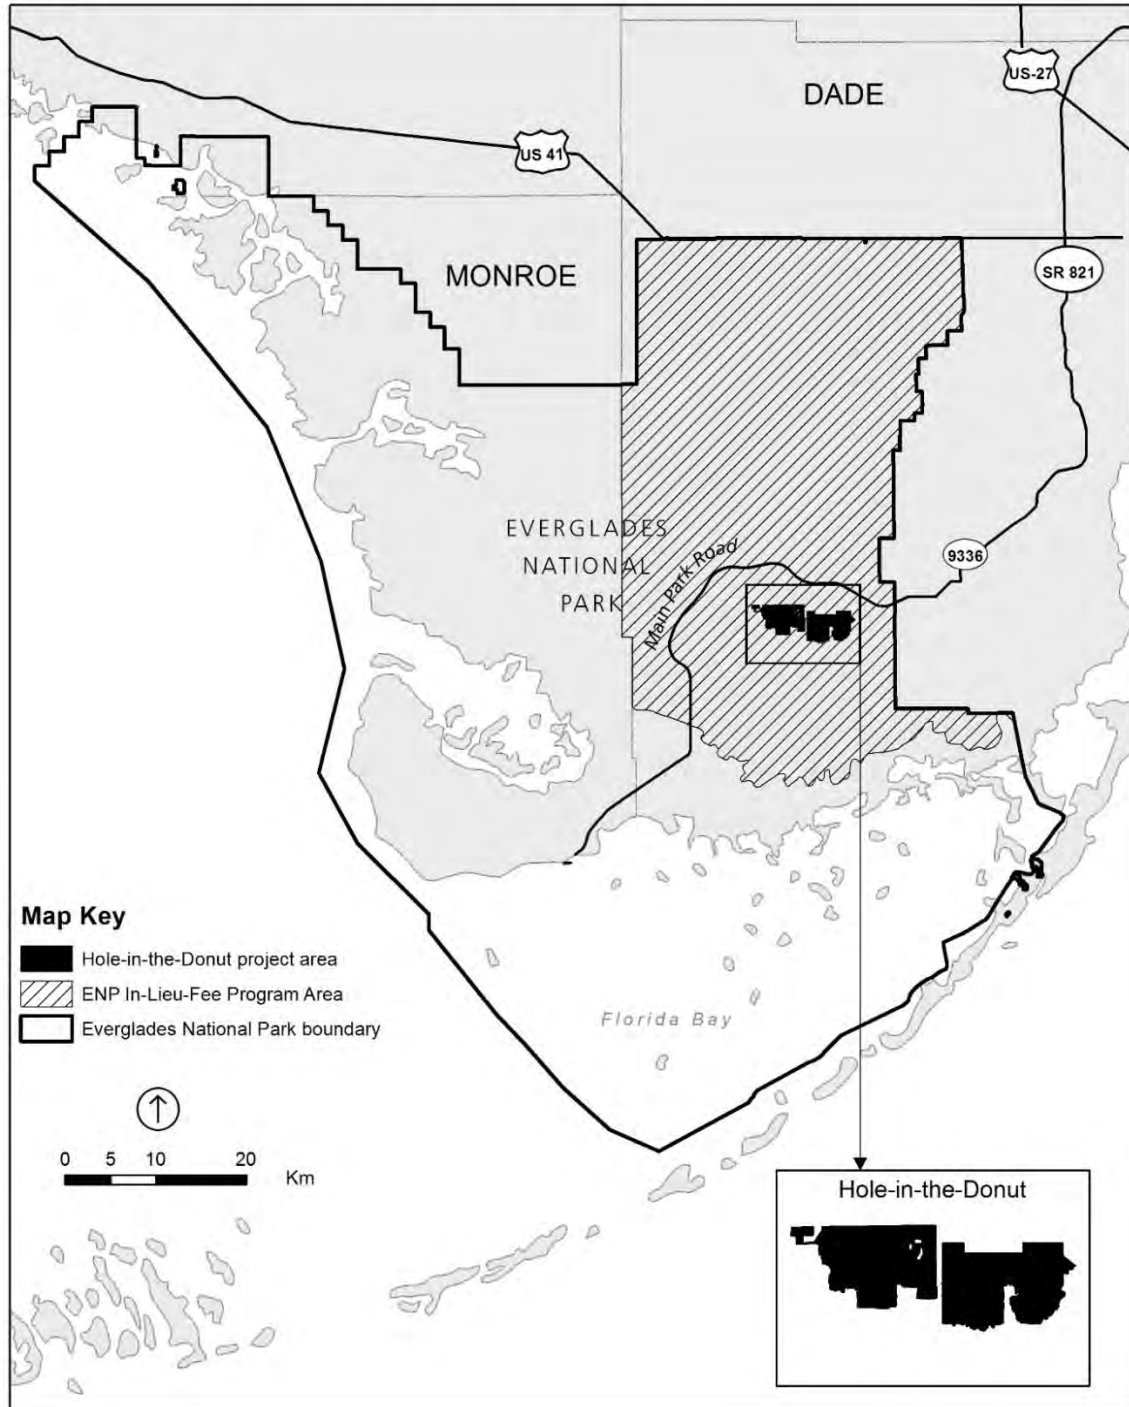 DADE
US-27
US 41
SR 821
MONROE
EVERGLADES
NATIONAL
PARK
Main Park Road
9336
Map Key
Hole-in-the-Donut project area
ENP In-Lieu-Fee Program Area
Everglades National Park boundary
Florida Bay
0 5 10 20
Km
Hole-in-the-Donut